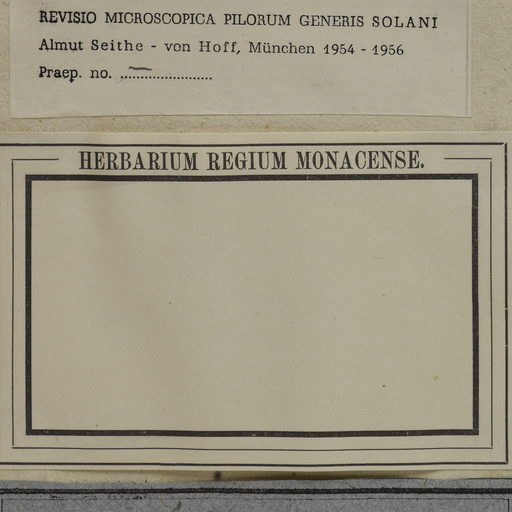 REVISIO MICROSCOPICA PILORUM GENERIS SOLANI
Almut Seithe - von Hoff, München 1954 - 1956
Praep. no. —
HERBARIUM REGIUM MONACENSE.